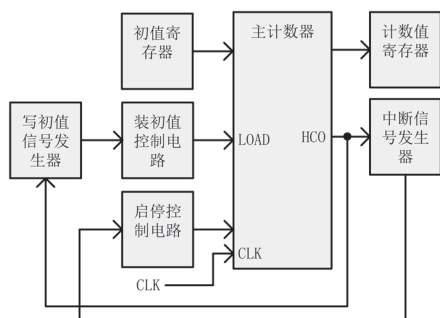 初值寄
存器
主计数器
计数值
寄存器
写初值
信号发
生器
装初值
控制电
路
LOAD
HCO
中断信
号发生
器
启停控
制电路
CLK
CLK